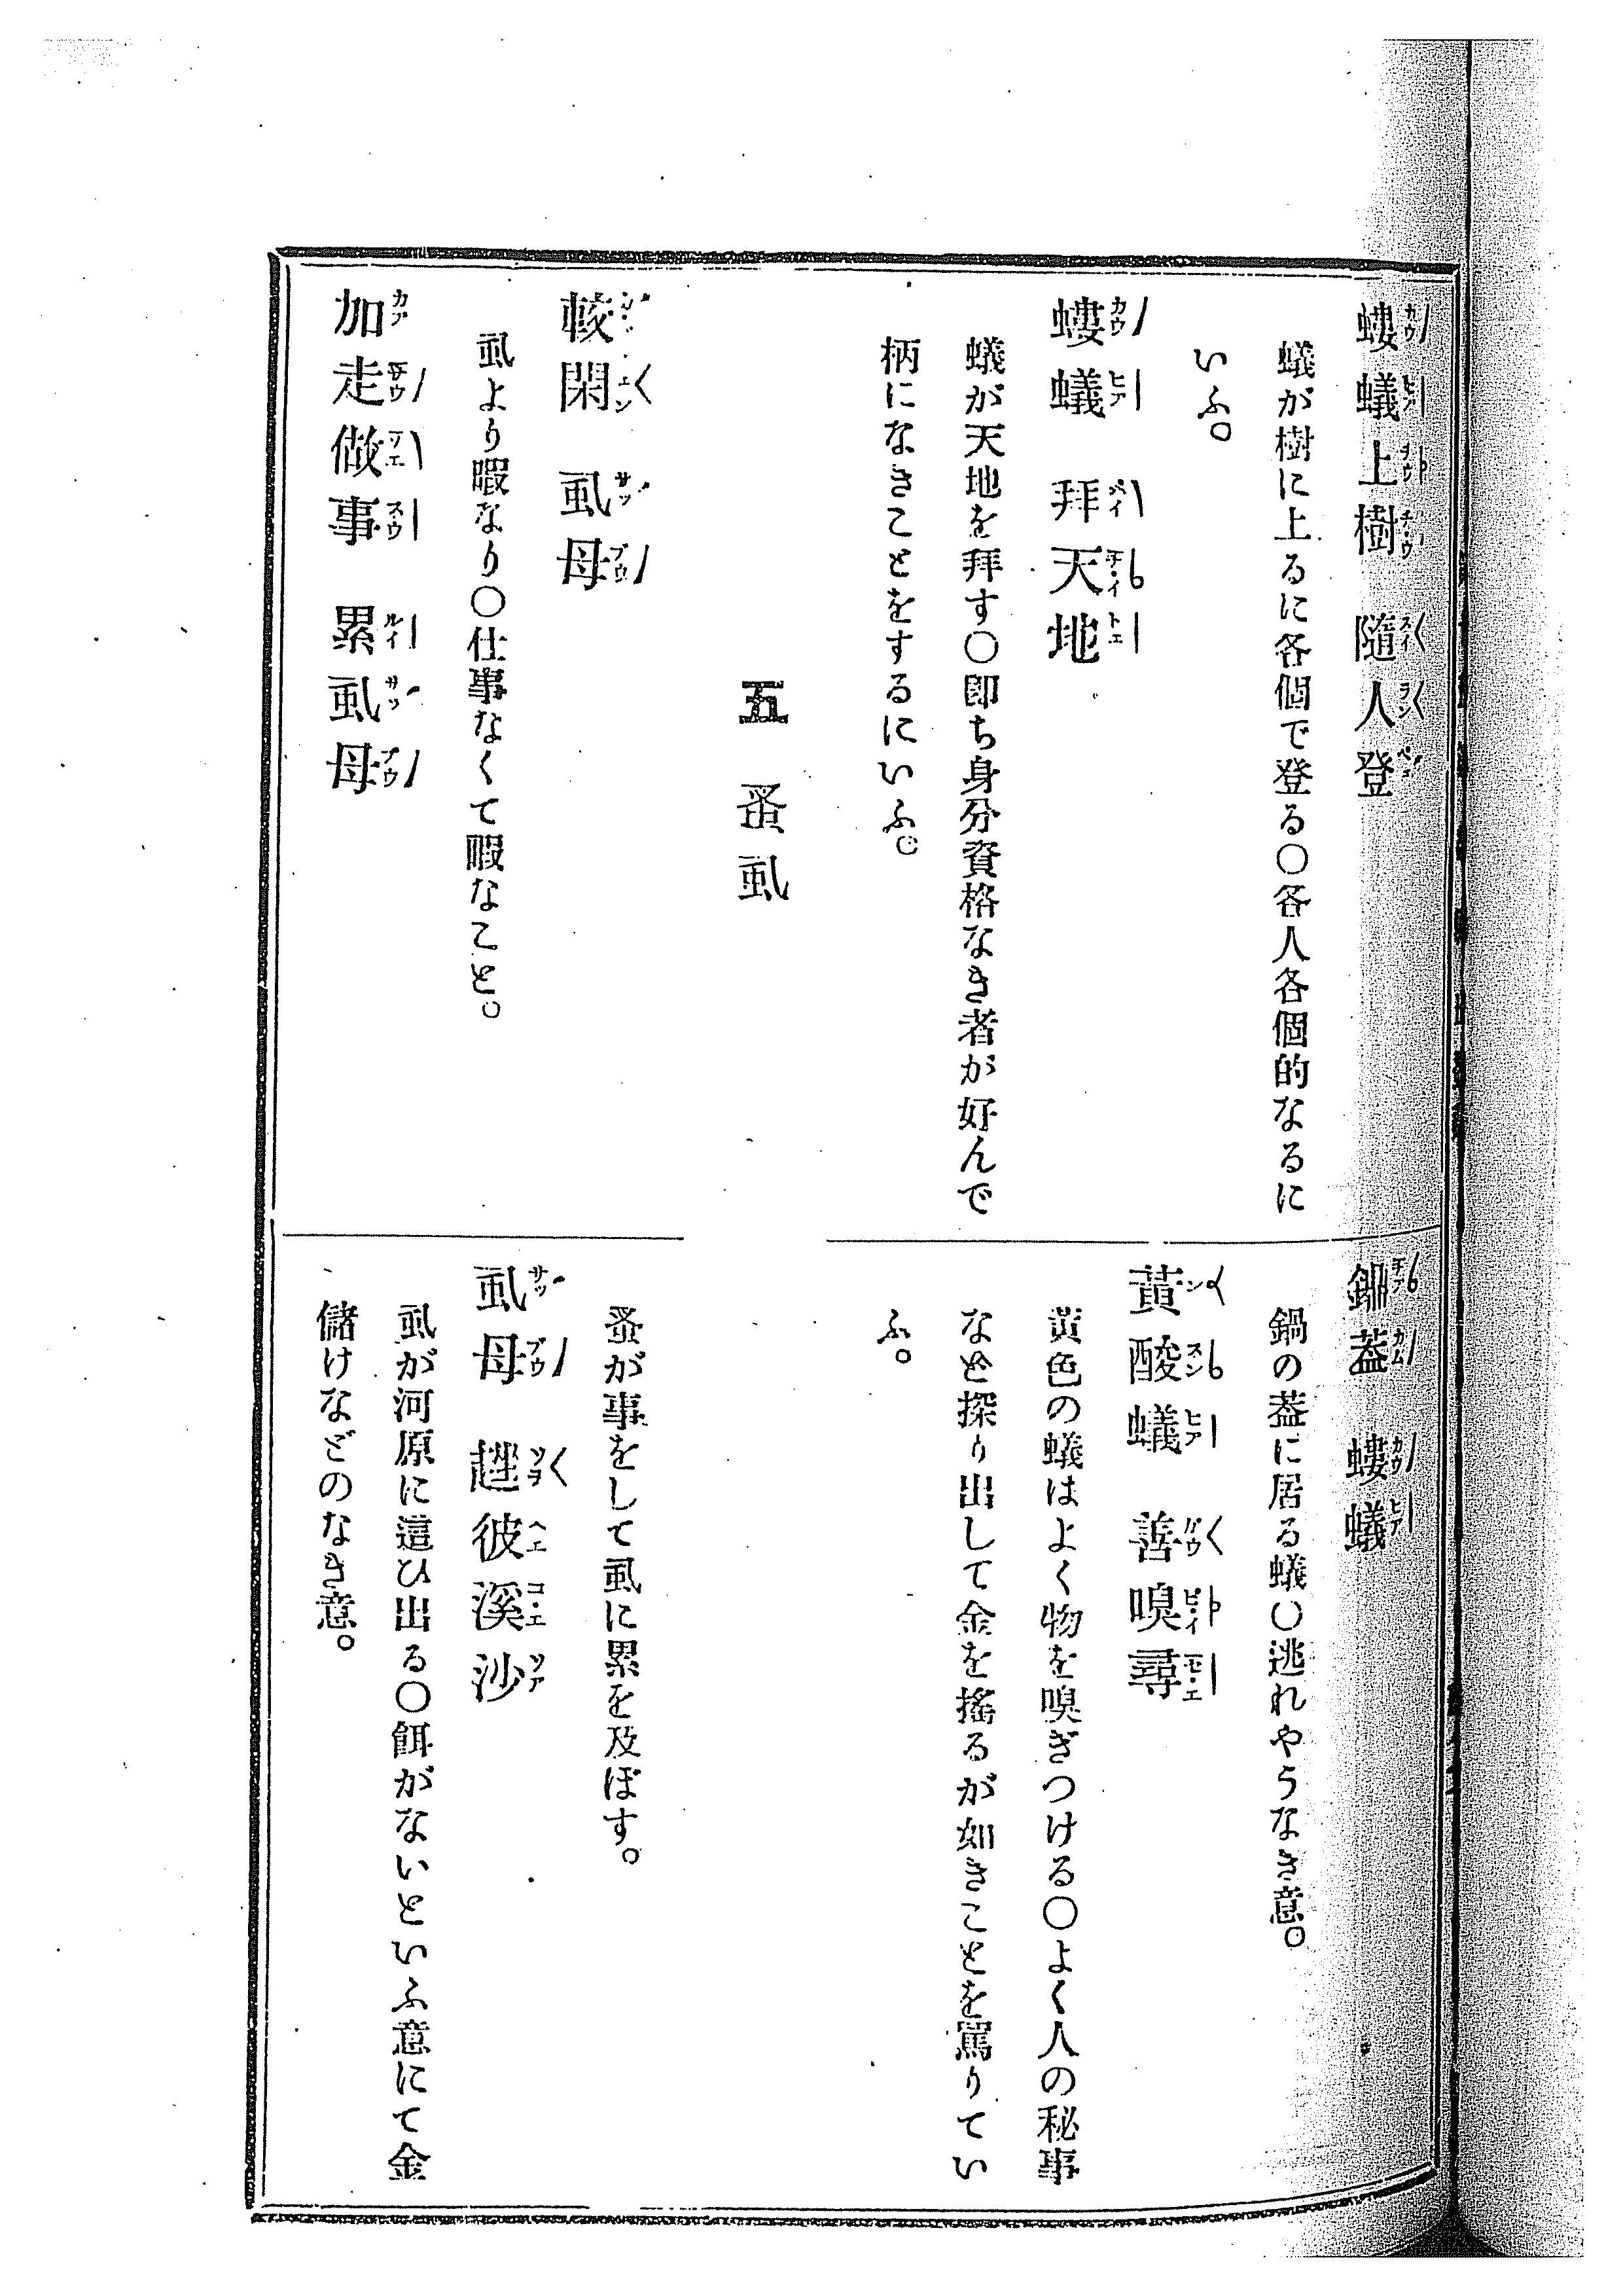 螻蟻上樹　隨人登
蟻が樹に上るに各個で登る〇各人各個的なるに
いふ。
螻蟻　拜天地
蟻が天地を拜す〇卽ち身分資格なき者が好んで
柄になきことをするにいふ。
鍋蓋　螻蟻
鍋の蓋に居る蟻〇逃れやうなき意。
黃酸蟻　善嗅尋
黃色の蟻はよく物を嗅ぎつける〇よく人の秘事
など探り出して金を搖るが如きことを罵りてい
ふ。
五　蚤虱
較閑　虱母
虱より暇なり〇仕事なくて暇なこと。
加走做事　累虱母
蚤が事をして虱に累を及ぼす。
虱母　𧼮彼溪沙
虱が河原に這ひ出る〇餌がないといふ意にて金
儲けなどのなき意。